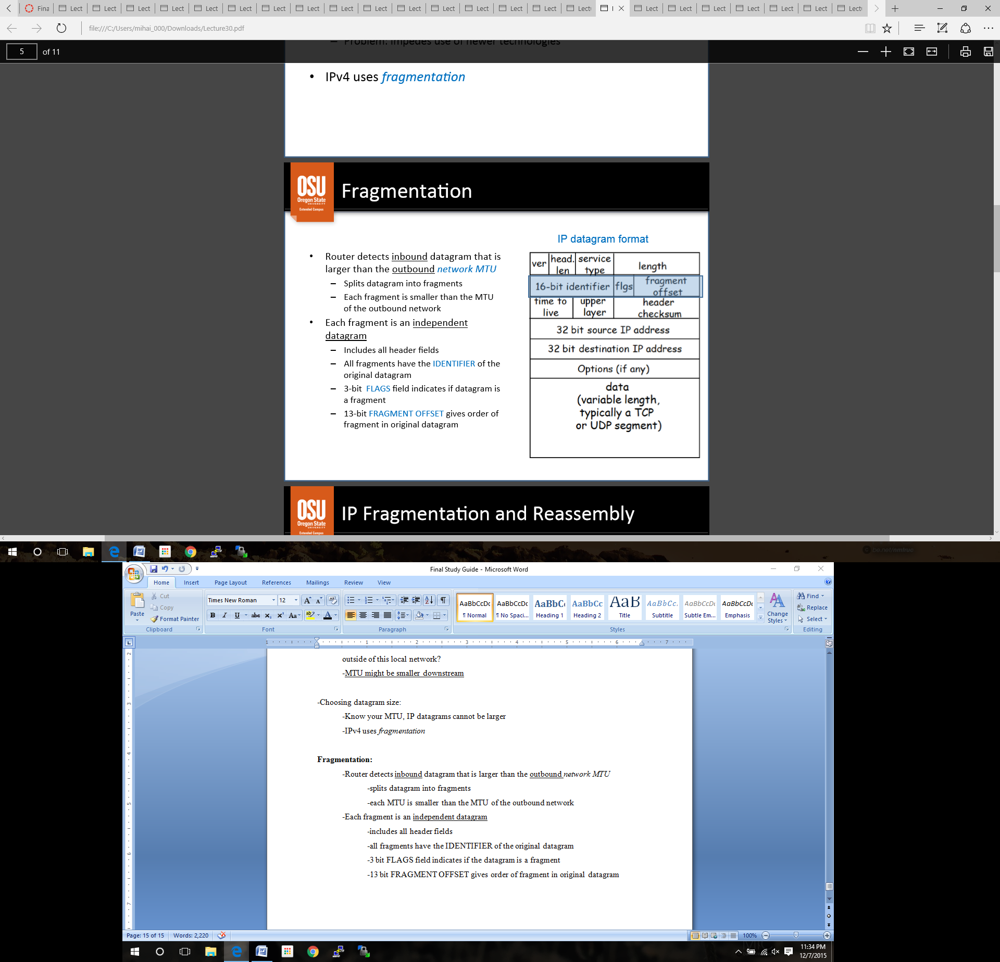 Fina Lect Lect Lect Lect Lect Lect Lect Lect Lect Lect Lect Lect Lect Lect Lect Lect Lect Lect Lect Lect Lect Lect Lect
file:///C:/Users/mihai_000/Downloads/Lecture30.pdf
5 of 11
– Problem: Impedes use of newer technologies
• IPv4 uses fragmentation
OSU
Oregon State
UNIVERSITY
Extended Campus
Fragmentation
• Router detects inbound datagram that is
larger than the outbound network MTU
– Splits datagram into fragments
– Each fragment is smaller than the MTU
of the outbound network
• Each fragment is an independent
datagram
– Includes all header fields
– All fragments have the IDENTIFIER of the
original datagram
– 3-bit FLAGS field indicates if datagram is
a fragment
– 13-bit FRAGMENT OFFSET gives order of
fragment in original datagram
IP datagram format
ver head. len service type length
16-bit identifier flgs fragment offset
time to live upper layer header checksum
32 bit source IP address
32 bit destination IP address
Options (if any)
data
(variable length,
typically a TCP
or UDP segment)
OSU
Oregon State
UNIVERSITY
Extended Campus
IP Fragmentation and Reassembly
be.net/nmtruc
Final Study Guide - Microsoft Word
Home Insert Page Layout References Mailings Review View
Paste
Cut
Copy
Format Painter
Clipboard
Times New Roman 12
Font
Paragraph
AaBbCcDc AaBbCcDc AaBbC AaBbCc AaB AaBbCc. AaBbCcDc AaBbCcDc
¶ Normal ¶ No Spaci... Heading 1 Heading 2 Title Subtitle Subtle Em... Emphasis
Change
Styles
Styles
Find
Replace
Select
Editing
1 1 2 3 4 5 6 7
2
3
4
5
6
7
outside of this local network?
-MTU might be smaller downstream
-Choosing datagram size:
-Know your MTU, IP datagrams cannot be larger
-IPv4 uses fragmentation
Fragmentation:
-Router detects inbound datagram that is larger than the outbound network MTU
-splits datagram into fragments
-each MTU is smaller than the MTU of the outbound network
-Each fragment is an independent datagram
-includes all header fields
-all fragments have the IDENTIFIER of the original datagram
-3 bit FLAGS field indicates if the datagram is a fragment
-13 bit FRAGMENT OFFSET gives order of fragment in original datagram
Page: 15 of 15 Words: 2,220 100%
11:34 PM
12/7/2015